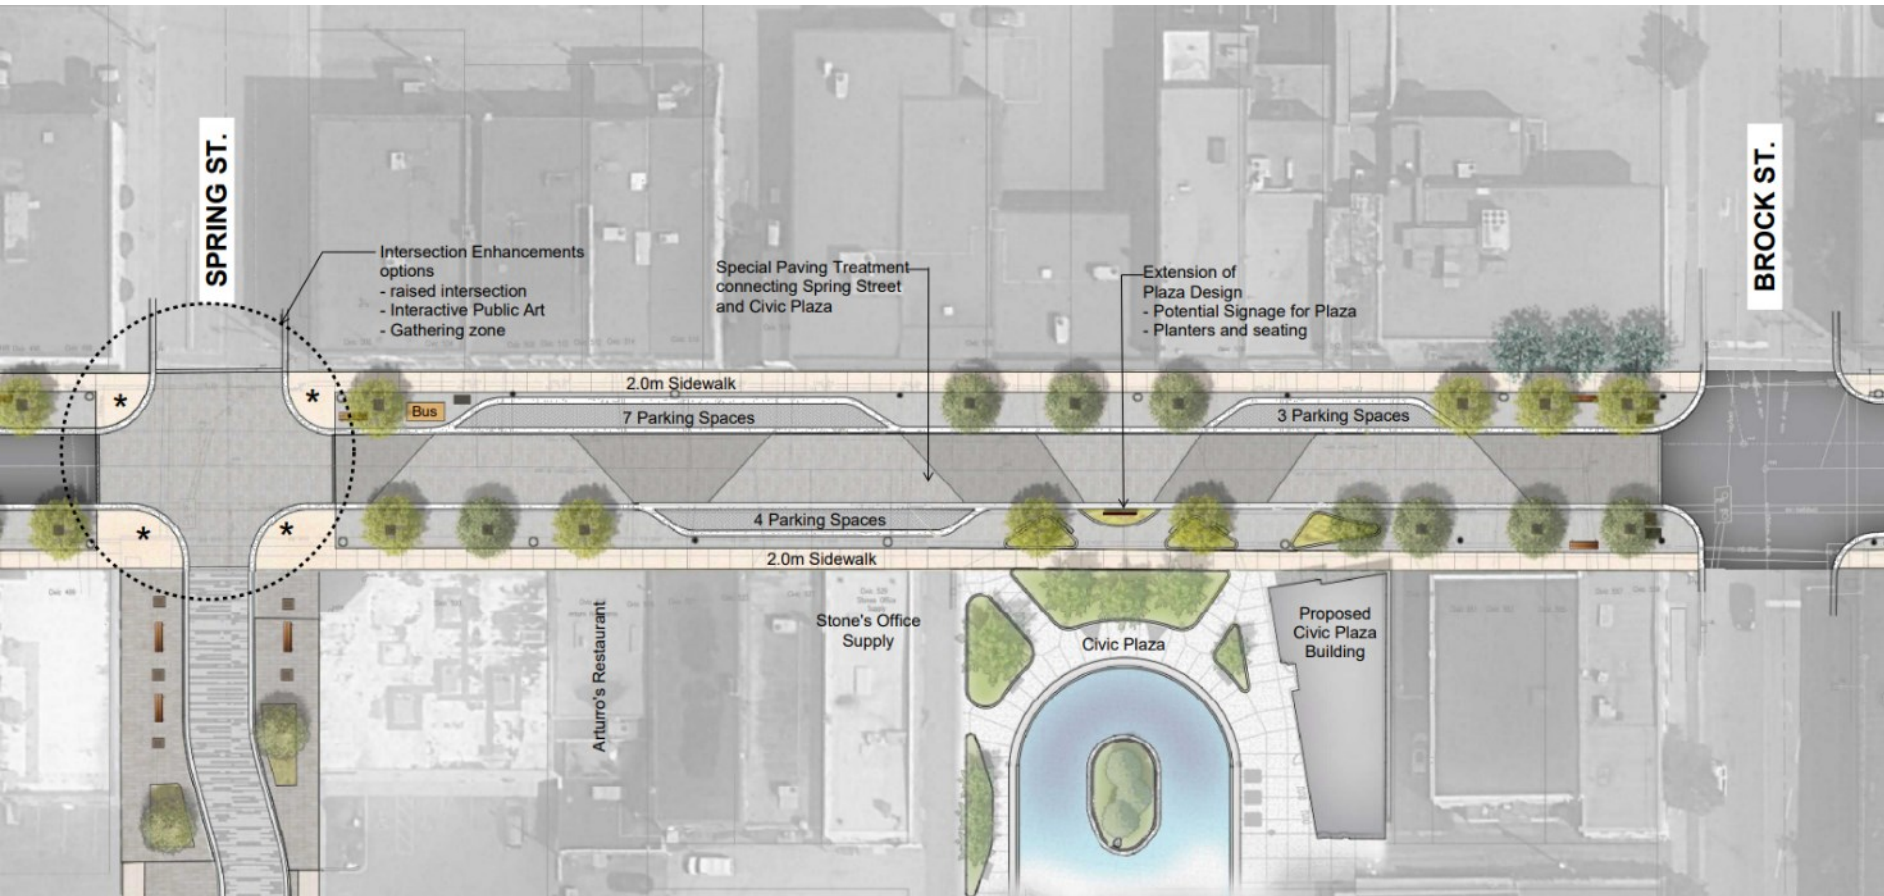 SPRING ST.
BROCK ST.
Intersection Enhancements
options
- raised intersection
- Interactive Public Art
- Gathering zone
Special Paving Treatment
connecting Spring Street
and Civic Plaza
Extension of
Plaza Design
- Potential Signage for Plaza
- Planters and seating
2.0m Sidewalk
*
*
Bus
7 Parking Spaces
3 Parking Spaces
4 Parking Spaces
*
*
2.0m Sidewalk
Arturro's Restaurant
Stone's Office
Supply
Civic Plaza
Proposed
Civic Plaza
Building